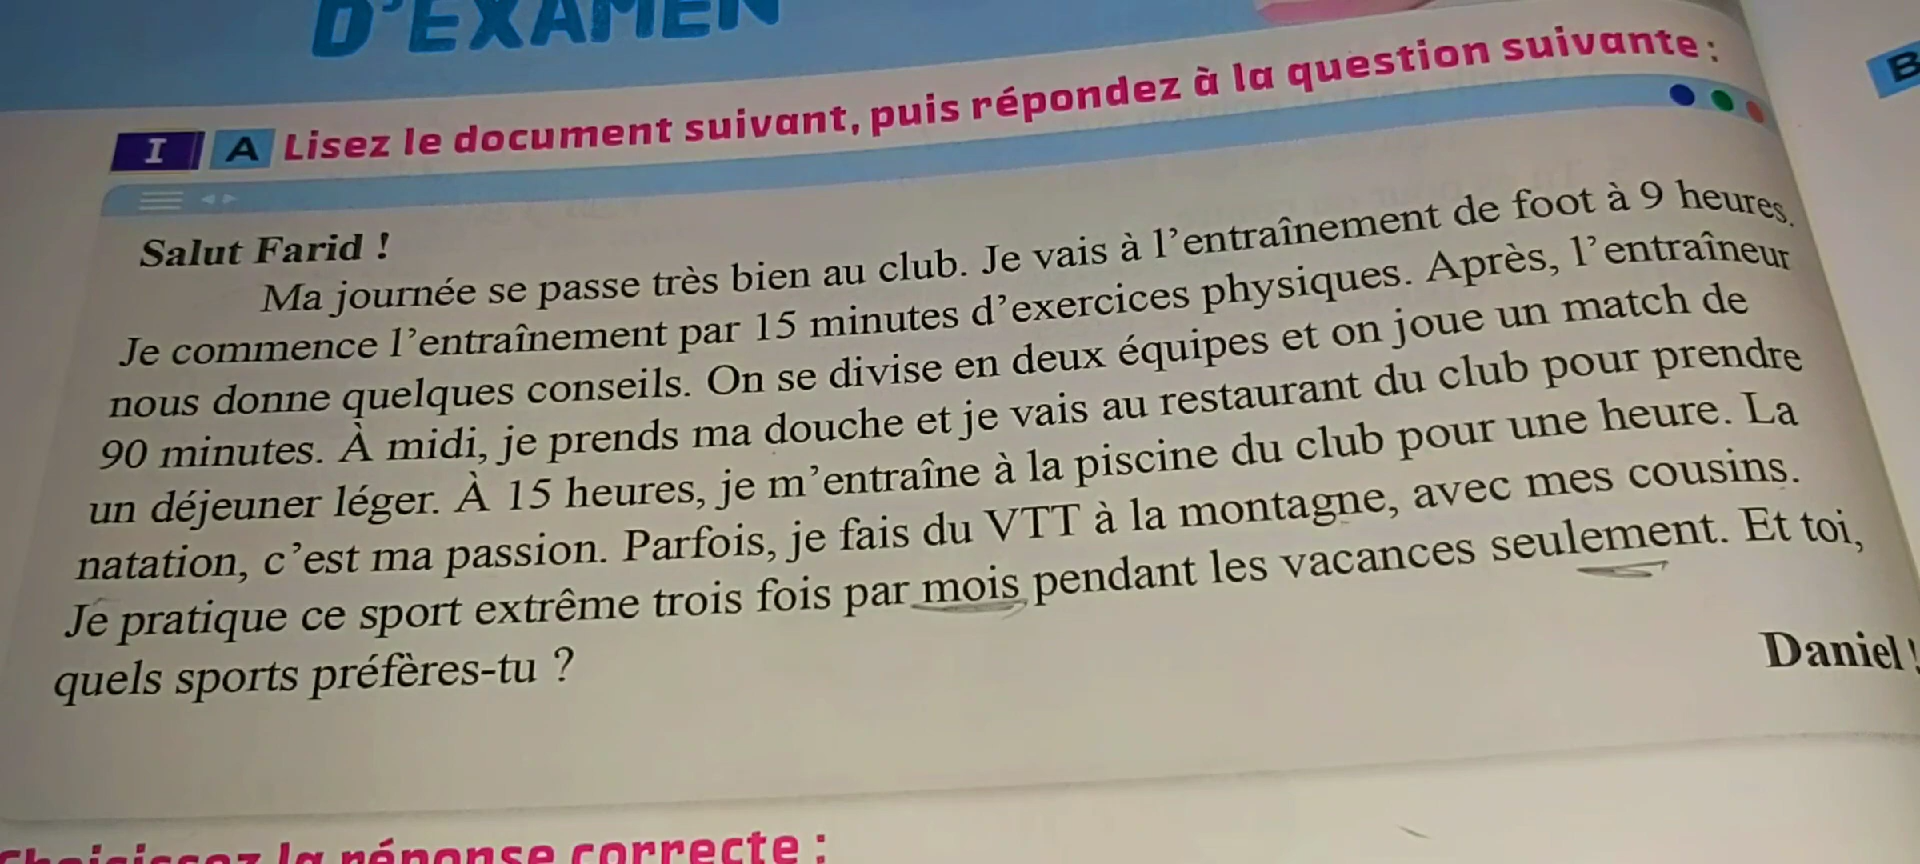 D'EXAMEN
I A Lisez le document suivant, puis répondez à la question suivante :
B
Salut Farid !
Ma journée se passe très bien au club. Je vais à l'entraînement de foot à 9 heures.
Je commence l'entraînement par 15 minutes d'exercices physiques. Après, l'entraîneur
nous donne quelques conseils. On se divise en deux équipes et on joue un match de
90 minutes. À midi, je prends ma douche et je vais au restaurant du club pour prendre
un déjeuner léger. À 15 heures, je m'entraîne à la piscine du club pour une heure. La
natation, c'est ma passion. Parfois, je fais du VTT à la montagne, avec mes cousins.
Je pratique ce sport extrême trois fois par mois pendant les vacances seulement. Et toi,
quels sports préfères-tu ?
Daniel !
Choisissez la réponse correcte :